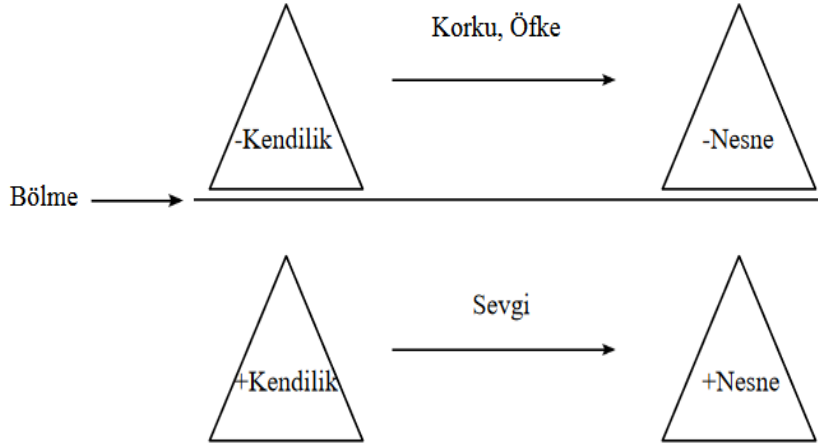 Korku, Öfke
-Kendilik
-Nesne
Bölme
Sevgi
+Kendilik
+Nesne